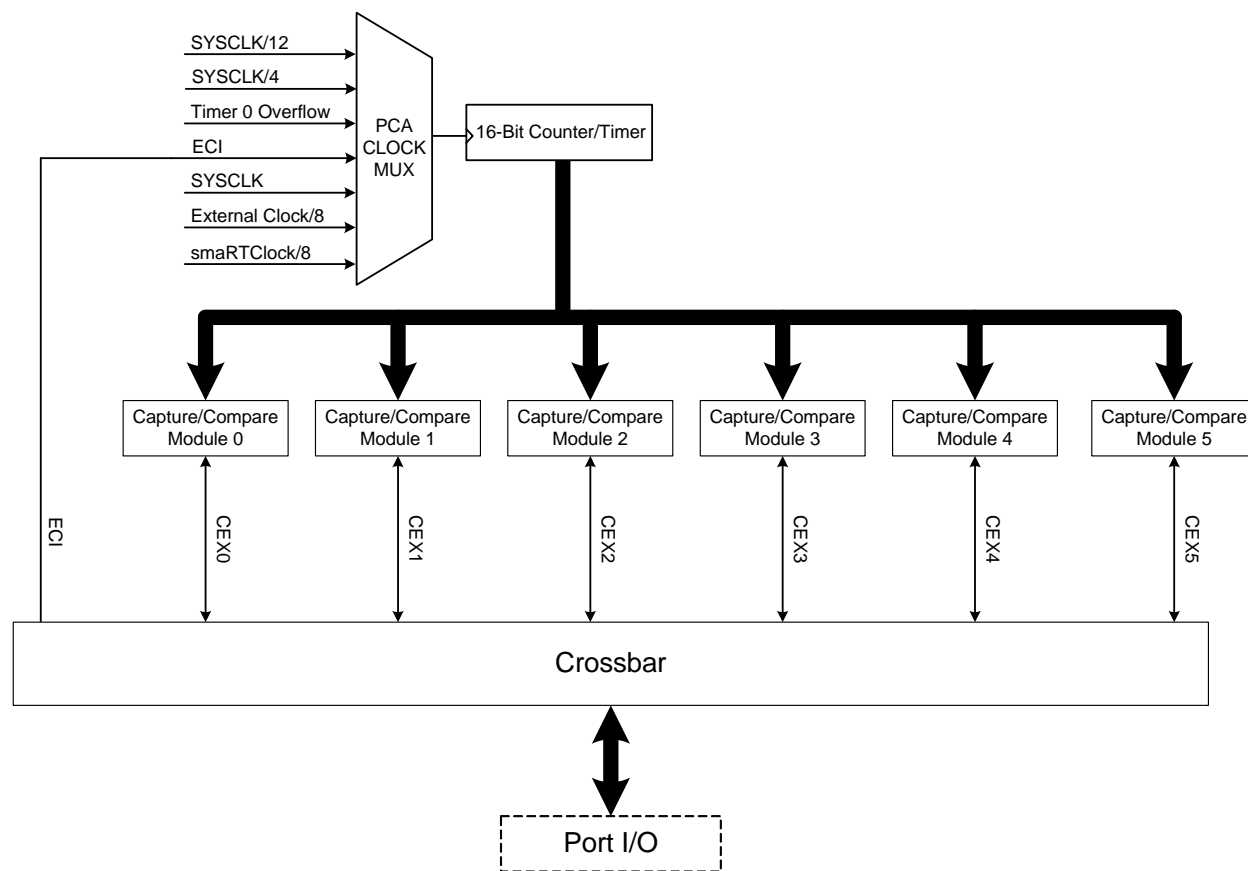 SYSCLK/12
SYSCLK/4
Timer 0 Overflow
ECI
SYSCLK
External Clock/8
smaRTClock/8
PCA
CLOCK
MUX
16-Bit Counter/Timer
Capture/Compare
Module 0
Capture/Compare
Module 1
Capture/Compare
Module 2
Capture/Compare
Module 3
Capture/Compare
Module 4
Capture/Compare
Module 5
ECI
CEX0
CEX1
CEX2
CEX3
CEX4
CEX5
Crossbar
Port I/O